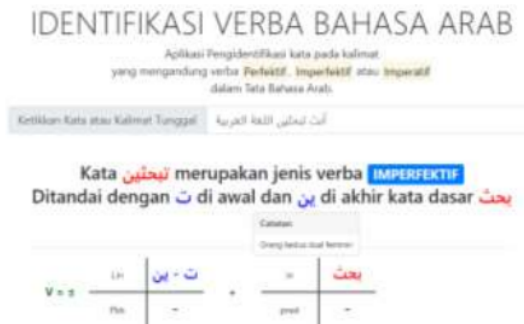 IDENTIFIKASI VERBA BAHASA ARAB
Aplikasi Pengidentifikasi kata pada kalimat
yang mengandung verba Perfektif, Imperfektif atau Imperatif
dalam Tata Bahasa Arab.
Ketikkan Kata atau Kalimat Tunggal أنت تبحثين اللغة العربية
Kata تبحثين merupakan jenis verba IMPERFEKTIF
Ditandai dengan ت di awal dan ين di akhir kata dasar بحث
Catatan:
Orang kedua dual feminin
ت - ين بحث
V = ± +
- -